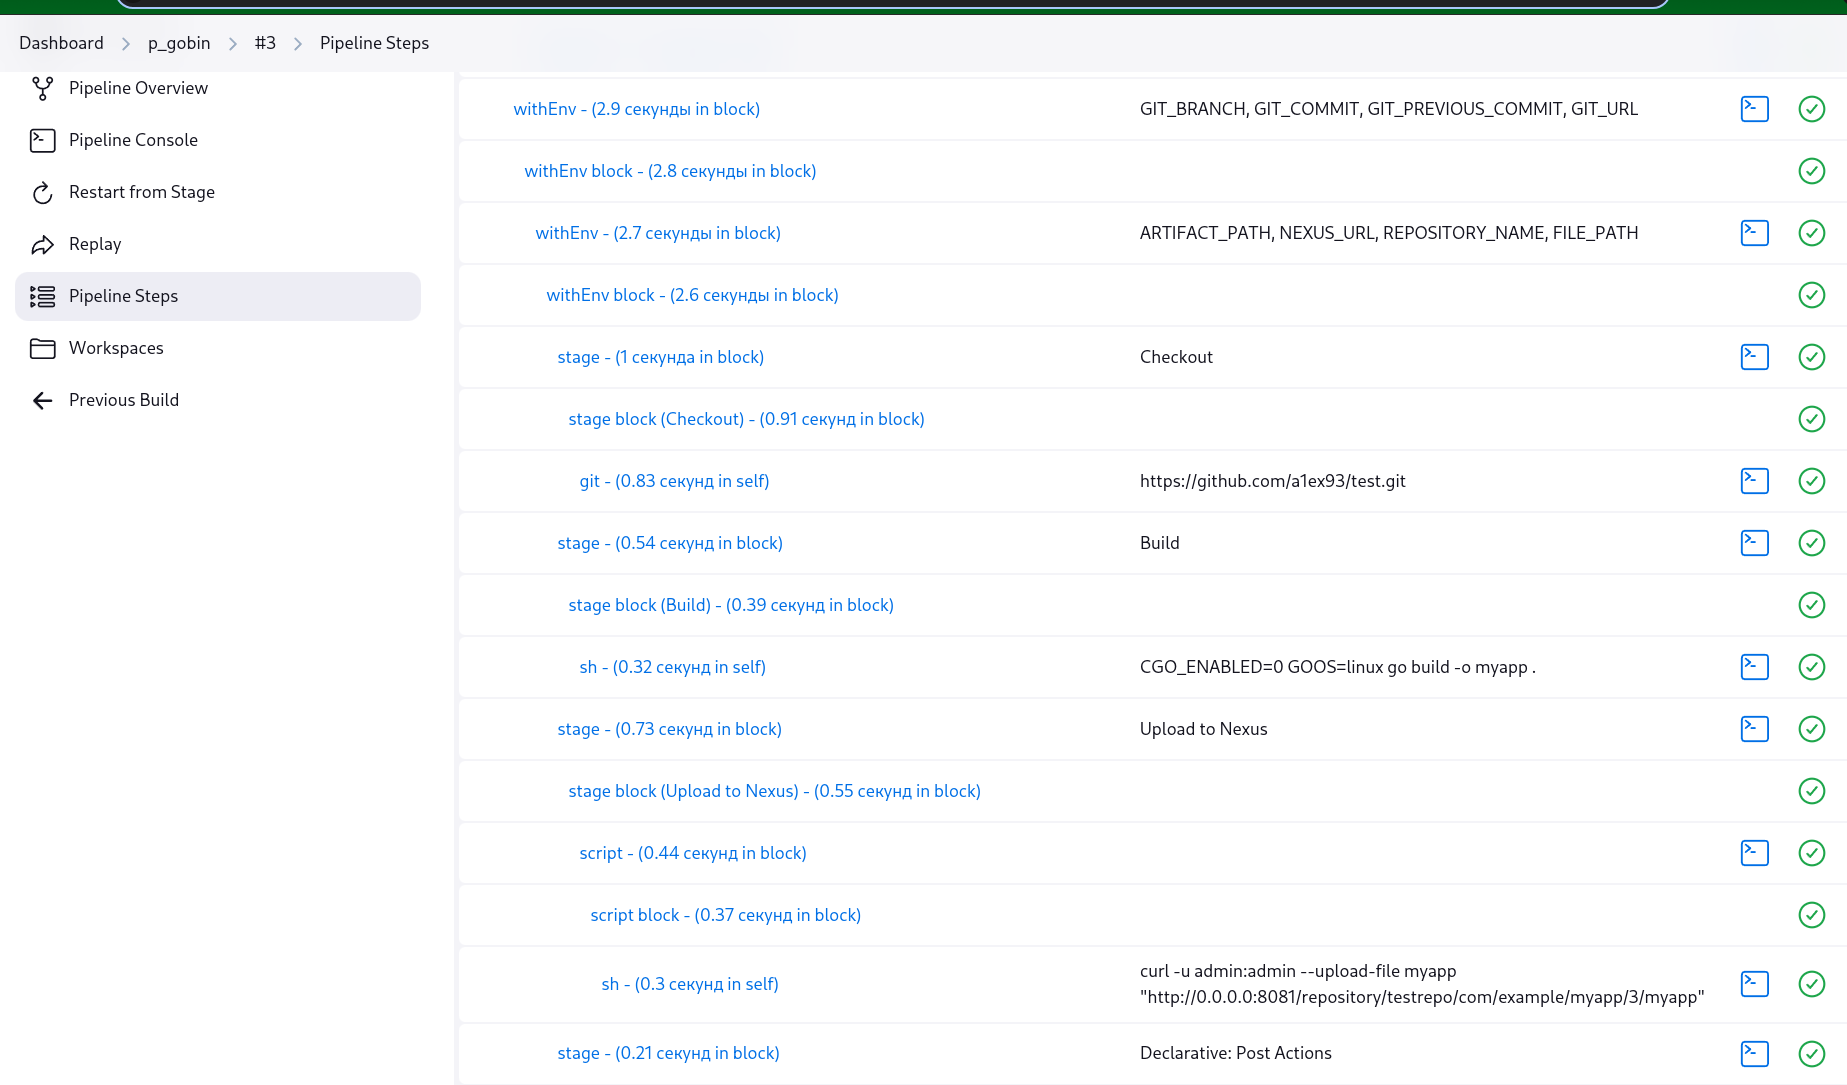 Dashboard > p_gobin > #3 > Pipeline Steps
Pipeline Overview
Pipeline Console
Restart from Stage
Replay
Pipeline Steps
Workspaces
Previous Build
withEnv - (2.9 секунды in block) GIT_BRANCH, GIT_COMMIT, GIT_PREVIOUS_COMMIT, GIT_URL
withEnv block - (2.8 секунды in block)
withEnv - (2.7 секунды in block) ARTIFACT_PATH, NEXUS_URL, REPOSITORY_NAME, FILE_PATH
withEnv block - (2.6 секунды in block)
stage - (1 секунда in block) Checkout
stage block (Checkout) - (0.91 секунд in block)
git - (0.83 секунд in self) https://github.com/a1ex93/test.git
stage - (0.54 секунд in block) Build
stage block (Build) - (0.39 секунд in block)
sh - (0.32 секунд in self) CGO_ENABLED=0 GOOS=linux go build -o myapp .
stage - (0.73 секунд in block) Upload to Nexus
stage block (Upload to Nexus) - (0.55 секунд in block)
script - (0.44 секунд in block)
script block - (0.37 секунд in block)
sh - (0.3 секунд in self) curl -u admin:admin --upload-file myapp
"http://0.0.0.0:8081/repository/testrepo/com/example/myapp/3/myapp"
stage - (0.21 секунд in block) Declarative: Post Actions